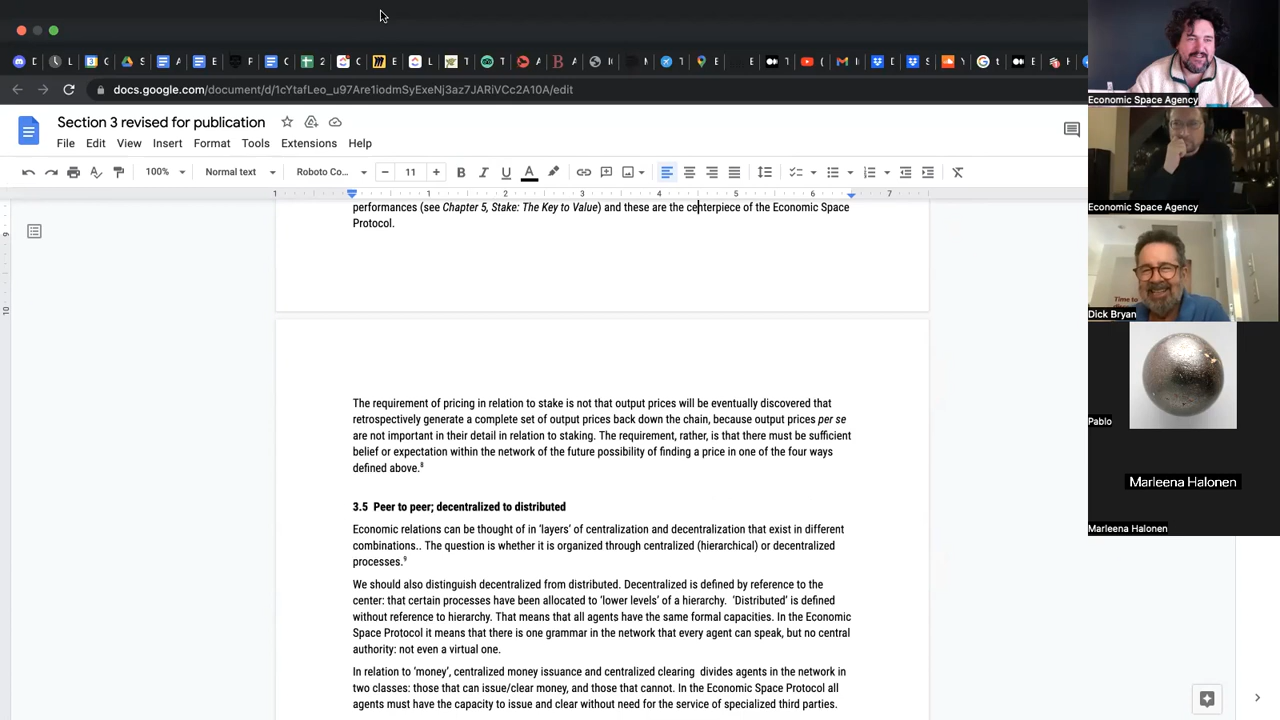 docs.google.com/document/d/1cYtafLeo_u97Are1iodmSyExeNj3az7JARiVCc2A10A/edit
Section 3 revised for publication
File Edit View Insert Format Tools Extensions Help
100% Normal text Roboto Co... 11
1 1 2 3 4 5 6 7
performances (see Chapter 5, Stake: The Key to Value) and these are the centerpiece of the Economic Space
Protocol.
The requirement of pricing in relation to stake is not that output prices will be eventually discovered that
retrospectively generate a complete set of output prices back down the chain, because output prices per se
are not important in their detail in relation to staking. The requirement, rather, is that there must be sufficient
belief or expectation within the network of the future possibility of finding a price in one of the four ways
defined above.8
3.5 Peer to peer; decentralized to distributed
Economic relations can be thought of in ‘layers’ of centralization and decentralization that exist in different
combinations.. The question is whether it is organized through centralized (hierarchical) or decentralized
processes.9
We should also distinguish decentralized from distributed. Decentralized is defined by reference to the
center: that certain processes have been allocated to ‘lower levels’ of a hierarchy. ‘Distributed’ is defined
without reference to hierarchy. That means that all agents have the same formal capacities. In the Economic
Space Protocol it means that there is one grammar in the network that every agent can speak, but no central
authority: not even a virtual one.
In relation to ‘money’, centralized money issuance and centralized clearing divides agents in the network in
two classes: those that can issue/clear money, and those that cannot. In the Economic Space Protocol all
agents must have the capacity to issue and clear without need for the service of specialized third parties.
Economic Space Agency
Economic Space Agency
Time to
Dick Bryan
Pablo
Marleena Halonen
Marleena Halonen